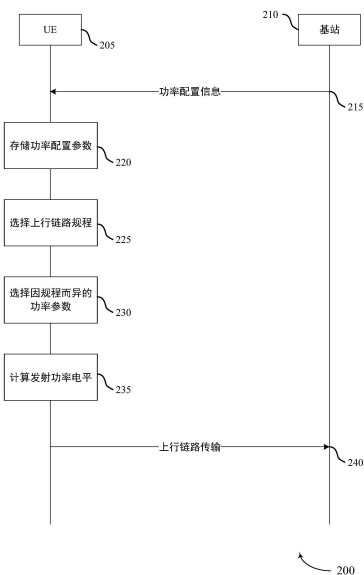 UE
205
210
基站
功率配置信息
215
存储功率配置参数
220
选择上行链路规程
225
选择因规程而异的
功率参数
230
计算发射功率电平
235
上行链路传输
240
200